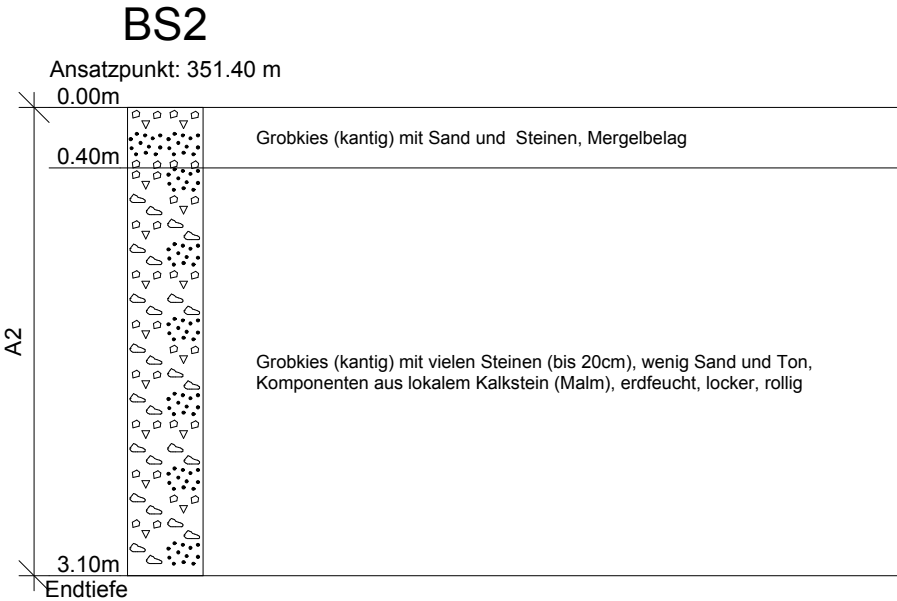 BS2
Ansatzpunkt: 351.40 m
0.00m
Grobkies (kantig) mit Sand und Steinen, Mergelbelag
0.40m
A2
Grobkies (kantig) mit vielen Steinen (bis 20cm), wenig Sand und Ton,
Komponenten aus lokalem Kalkstein (Malm), erdfeucht, locker, rollig
3.10m
Endtiefe